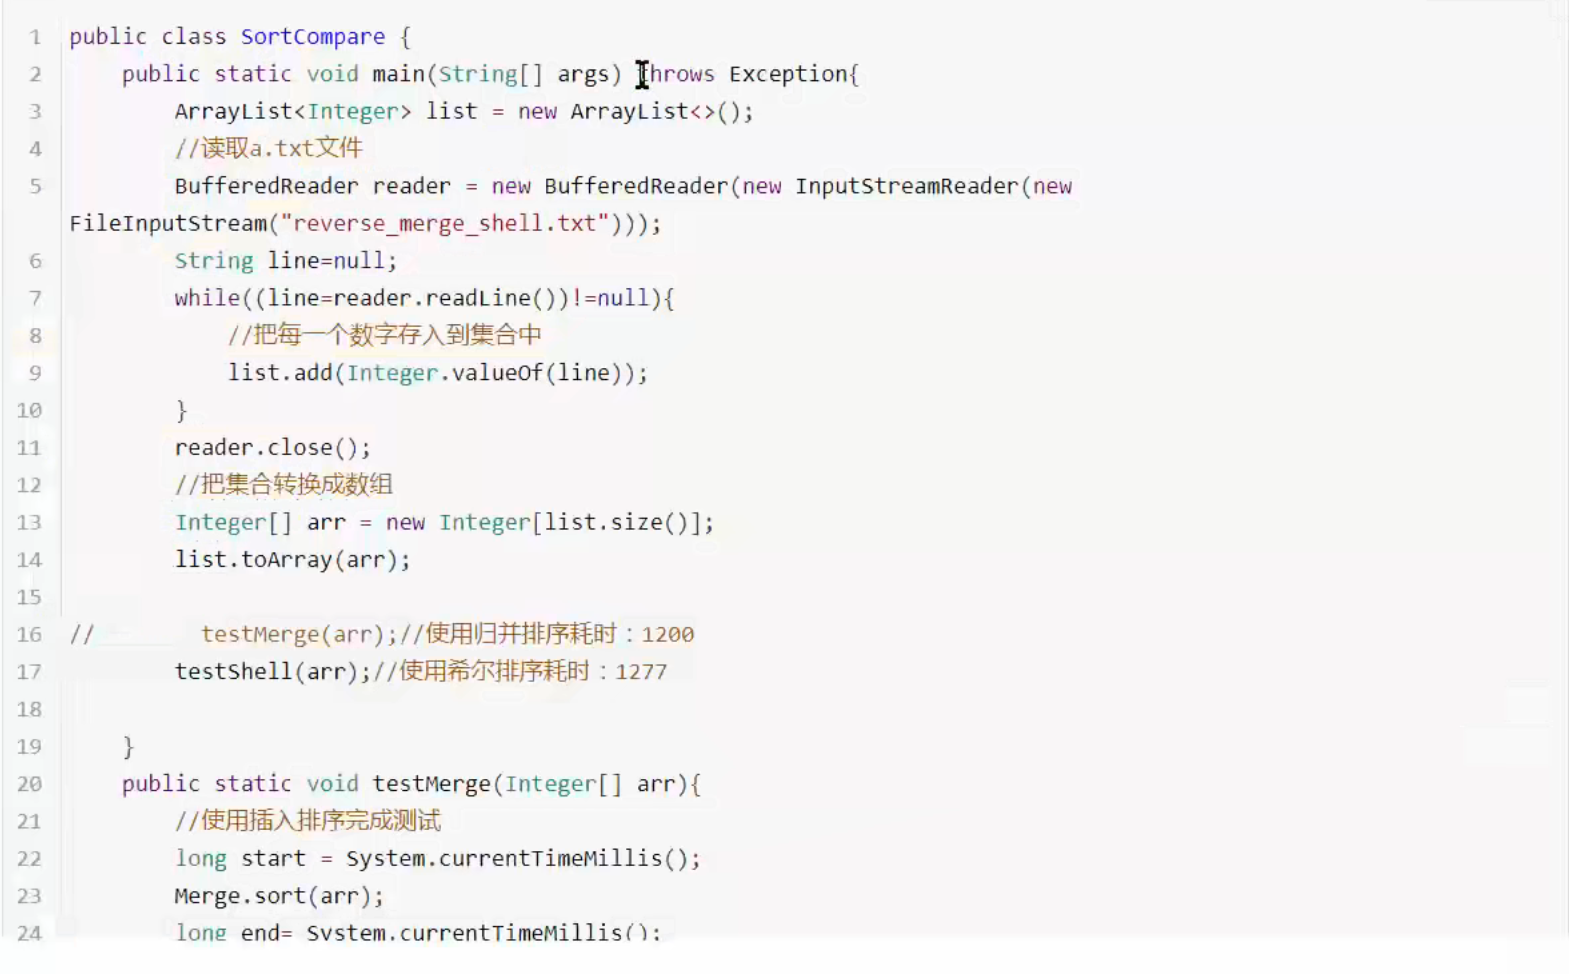 1 public class SortCompare {
2 public static void main(String[] args) throws Exception{
3 ArrayList<Integer> list = new ArrayList<>();
4 //读取a.txt文件
5 BufferedReader reader = new BufferedReader(new InputStreamReader(new
FileInputStream("reverse_merge_shell.txt")));
6 String line=null;
7 while((line=reader.readLine())!=null){
8 //把每一个数字存入到集合中
9 list.add(Integer.valueOf(line));
10 }
11 reader.close();
12 //把集合转换成数组
13 Integer[] arr = new Integer[list.size()];
14 list.toArray(arr);
15
16 // testMerge(arr);//使用归并排序耗时：1200
17 testShell(arr);//使用希尔排序耗时：1277
18
19 }
20 public static void testMerge(Integer[] arr){
21 //使用插入排序完成测试
22 long start = System.currentTimeMillis();
23 Merge.sort(arr);
24 long end= System.currentTimeMillis();